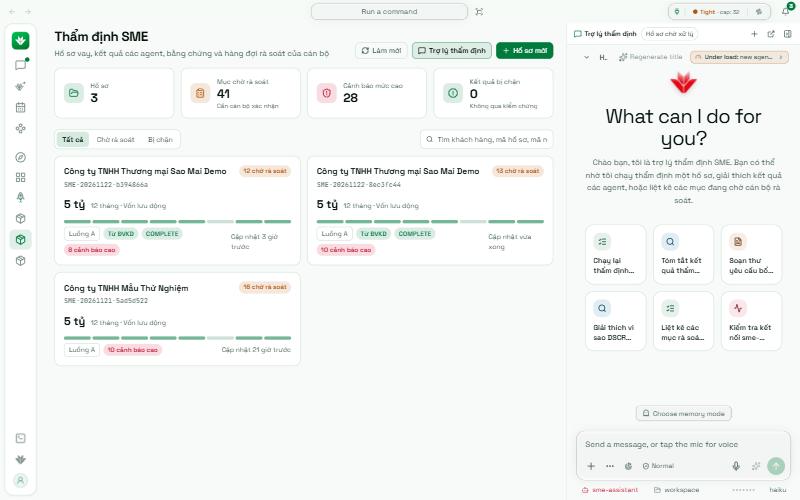 Run a command
Tight · cap: 32
3
Thẩm định SME
Hồ sơ vay, kết quả các agent, bằng chứng và hàng đợi rà soát của cán bộ
Làm mới
Trợ lý thẩm định
Hồ sơ mới
Hồ sơ
3
Mục chờ rà soát
41
Cần cán bộ xác nhận
Cảnh báo mức cao
28
Kết quả bị chặn
0
Không qua kiểm chứng
Tất cả
Chờ rà soát
Bị chặn
Tìm khách hàng, mã hồ sơ, mã n
Công ty TNHH Thương mại Sao Mai Demo
12 chờ rà soát
SME-20261122-b394866a
5 tỷ 12 tháng · Vốn lưu động
Luồng A
Từ BVKD
COMPLETE
8 cảnh báo cao
Cập nhật 3 giờ
trước
Công ty TNHH Thương mại Sao Mai Demo
13 chờ rà soát
SME-20261122-8ec3fc44
5 tỷ 12 tháng · Vốn lưu động
Luồng A
Từ BVKD
COMPLETE
10 cảnh báo cao
Cập nhật vừa
xong
Công ty TNHH Mẫu Thử Nghiệm
16 chờ rà soát
SME-20261121-5ad5d522
5 tỷ 12 tháng · Vốn lưu động
Luồng A
10 cảnh báo cao
Cập nhật 21 giờ trước
Trợ lý thẩm định
Hồ sơ chờ xử lý
H..
Regenerate title
Under load: new agen...
What can I do for
you?
Chào bạn, tôi là trợ lý thẩm định SME. Bạn có thể
nhờ tôi chạy thẩm định một hồ sơ, giải thích kết quả
các agent, hoặc liệt kê các mục đang chờ cán bộ rà
soát.
Chạy lại
thẩm định...
Tóm tắt kết
quả thẩm...
Soạn thư
yêu cầu bổ...
Giải thích vì
sao DSCR...
Liệt kê các
mục rà soá...
Kiểm tra kết
nối sme-...
Choose memory mode
Send a message, or tap the mic for voice
Normal
sme-assistant
workspace
haiku